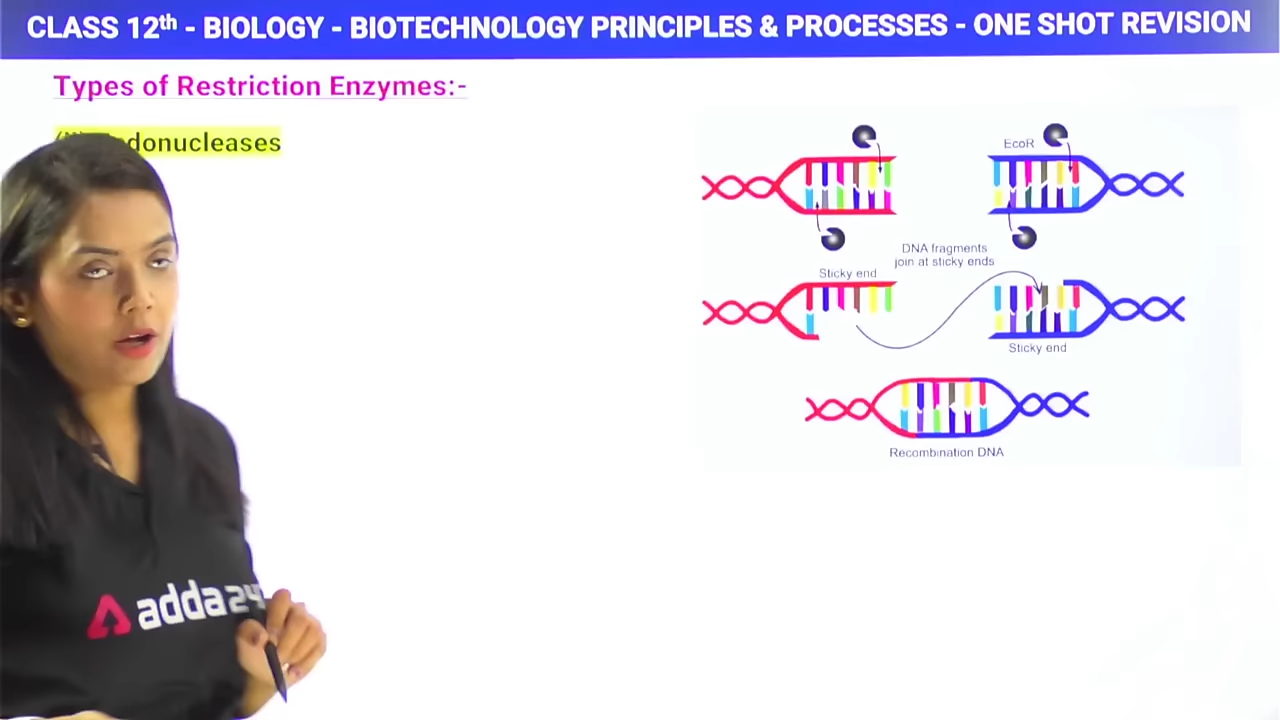 CLASS 12th - BIOLOGY - BIOTECHNOLOGY PRINCIPLES & PROCESSES - ONE SHOT REVISION
Types of Restriction Enzymes:-
donucleases
EcoR
DNA fragments
join at sticky ends
Sticky end
Sticky end
Recombination DNA
adda24